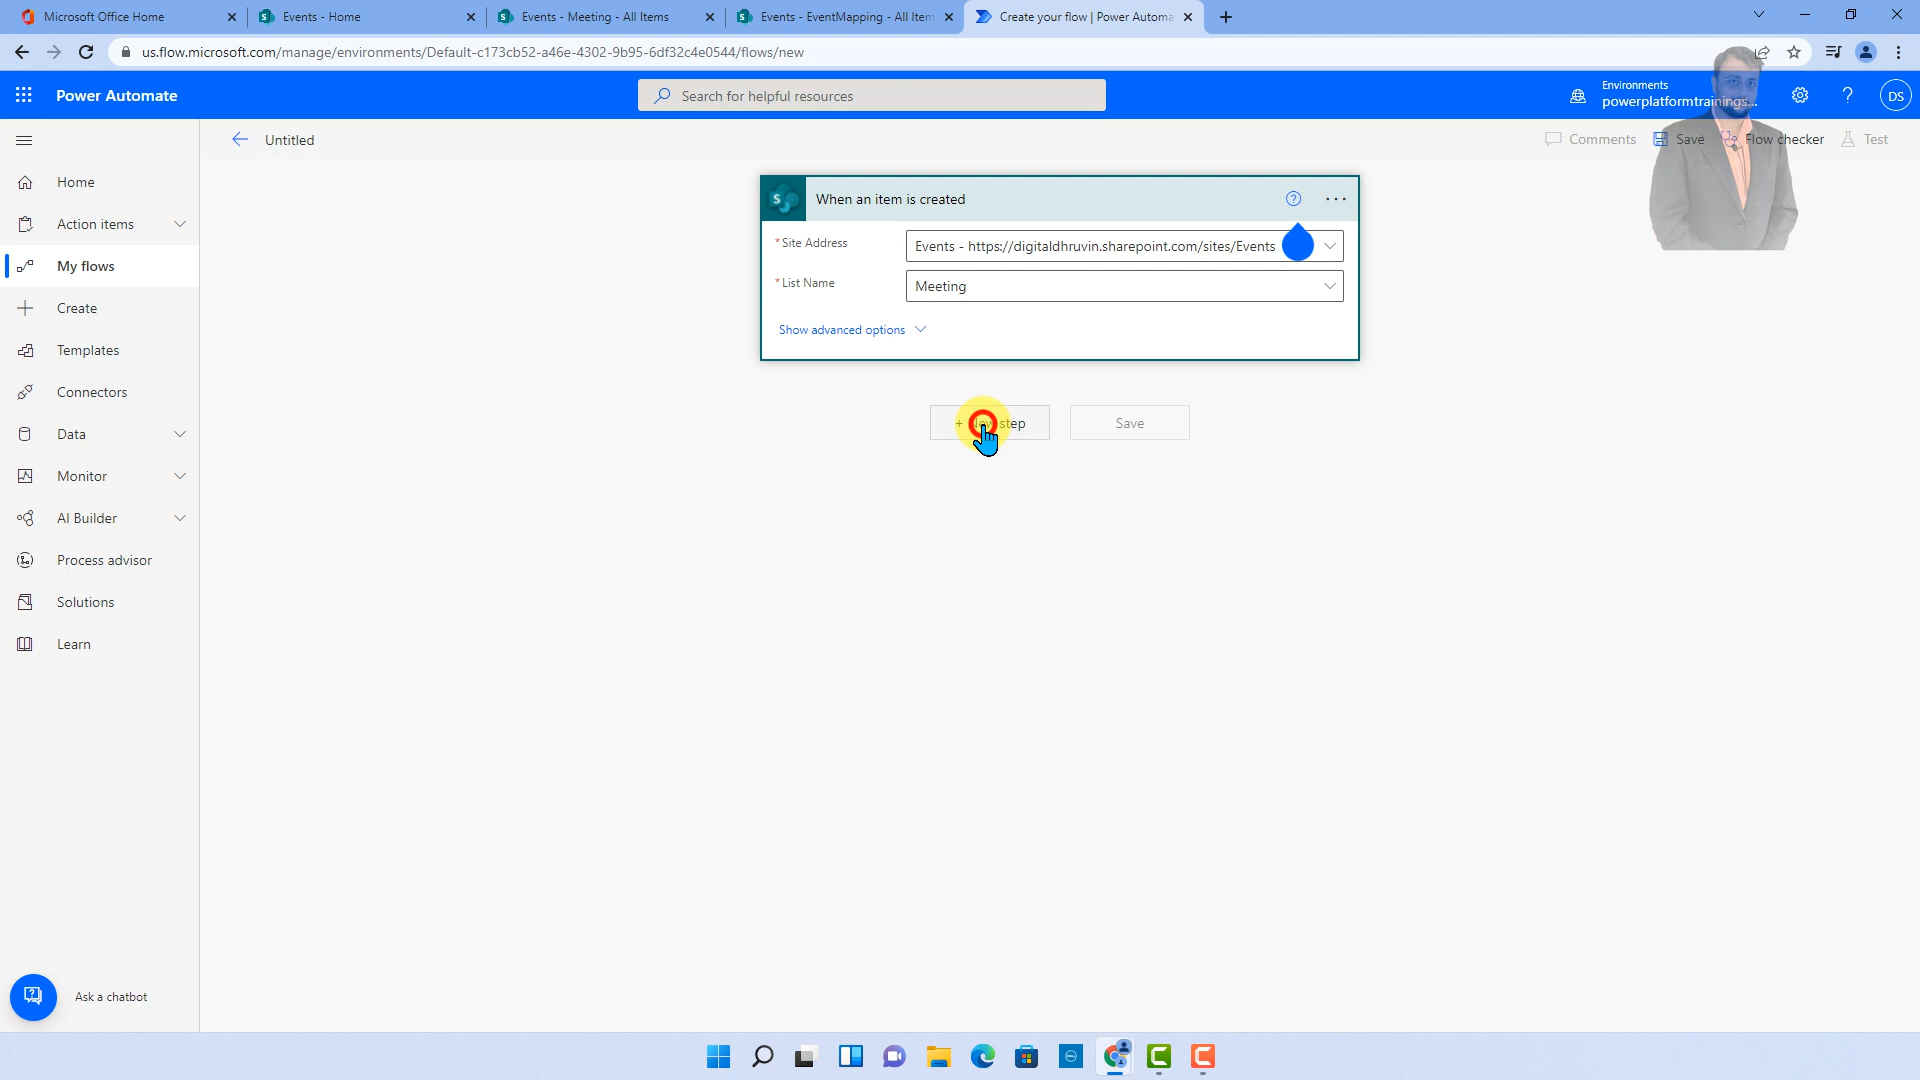 Microsoft Office Home
Events - Home
Events - Meeting - All Items
Events - EventMapping - All Item
Create your flow | Power Automa
us.flow.microsoft.com/manage/environments/Default-c173cb52-a46e-4302-9b95-6df32c4e0544/flows/new
Power Automate
Search for helpful resources
Environments
powerplatformtrainings...
DS
Untitled
Comments
Save
Flow checker
Test
Home
Action items
My flows
Create
Templates
Connectors
Data
Monitor
AI Builder
Process advisor
Solutions
Learn
Ask a chatbot
When an item is created
* Site Address
Events - https://digitaldhruvin.sharepoint.com/sites/Events
* List Name
Meeting
Show advanced options
+ New step
Save